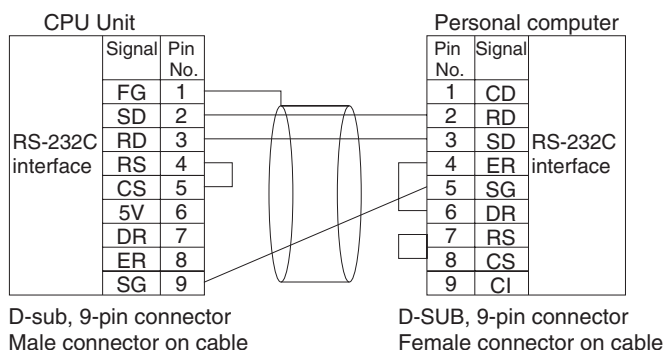 CPU Unit
Personal computer
Signal Pin No.
Pin No. Signal
FG 1
SD 2
RD 3
RS 4
CS 5
5V 6
DR 7
ER 8
SG 9
RS-232C interface
1 CD
2 RD
3 SD
4 ER
5 SG
6 DR
7 RS
8 CS
9 CI
RS-232C interface
D-sub, 9-pin connector
Male connector on cable
D-SUB, 9-pin connector
Female connector on cable